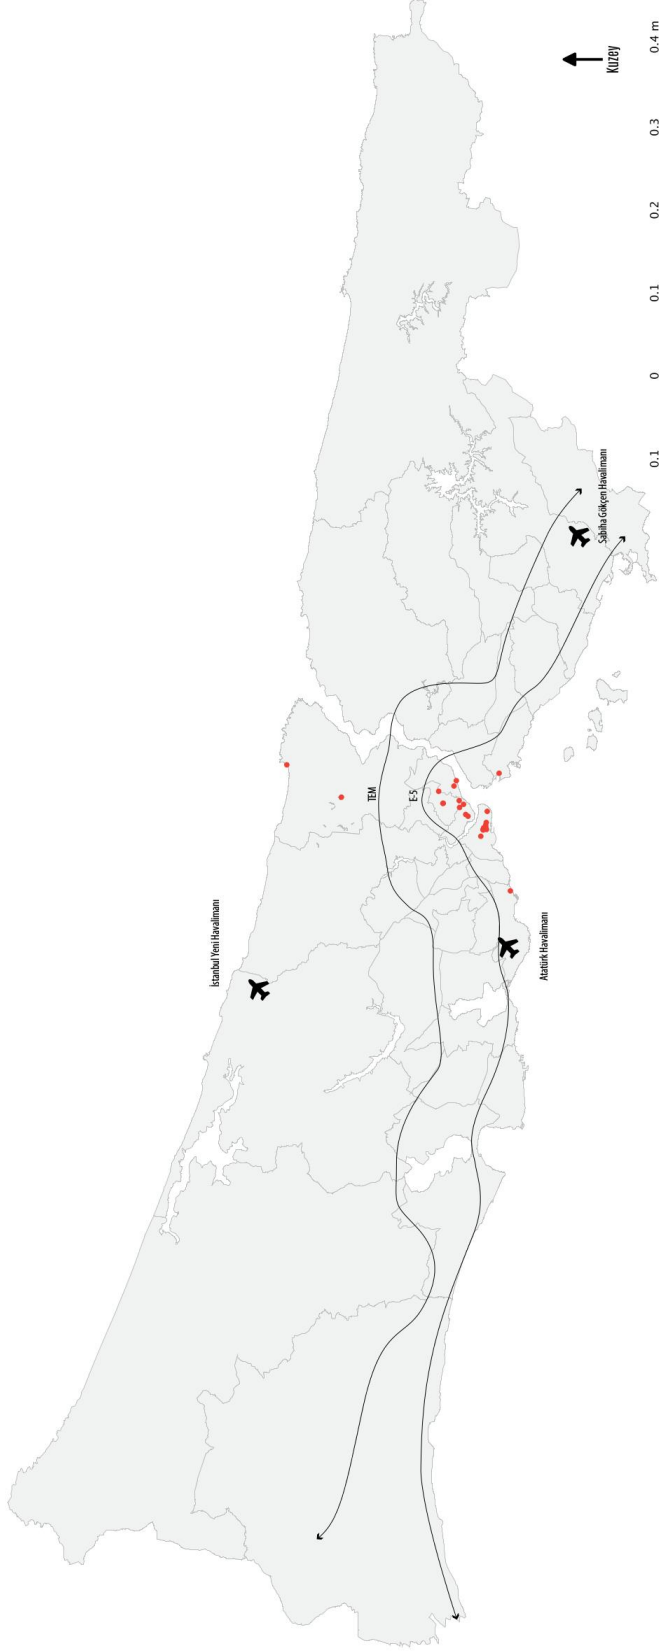 İstanbul Yeni Havalimanı
TEM
E-5
Atatürk Havalimanı
Sabiha Gökçen Havalimanı
Kuzey
0.1
0
0.1
0.2
0.3
0.4 m